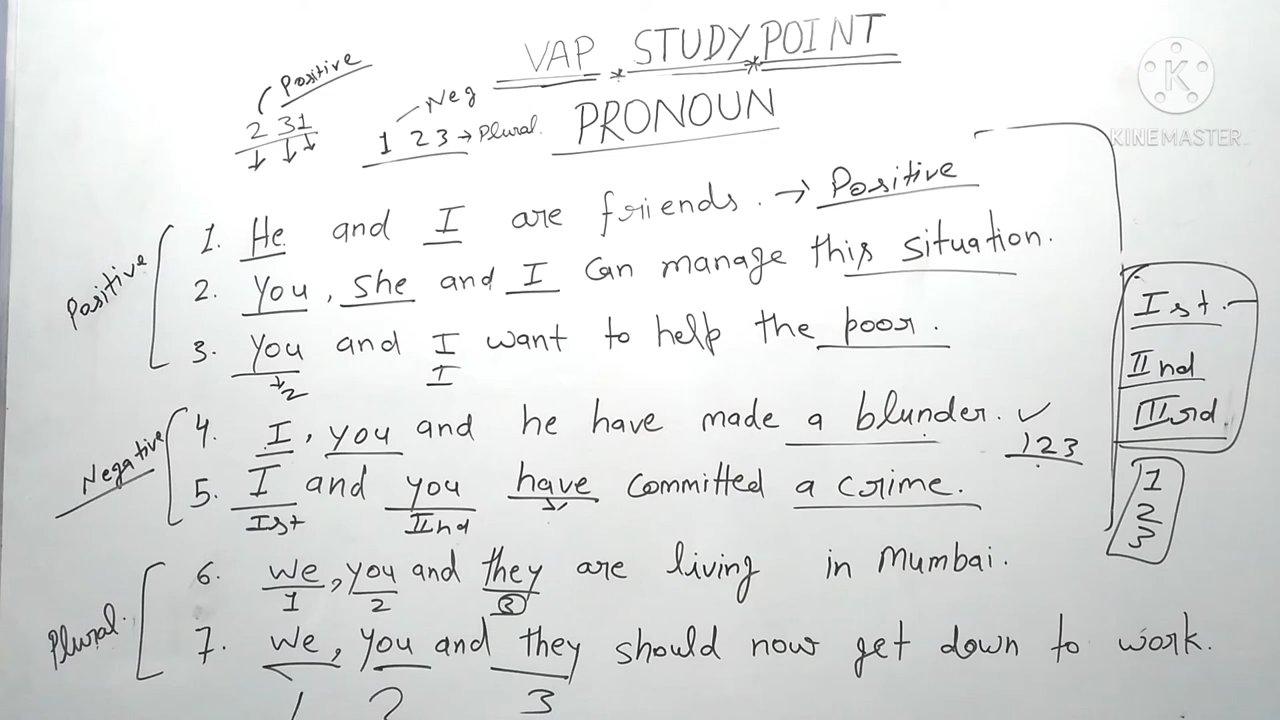 VAP * STUDY * POINT
PRONOUN
Positive
2 3 1
Neg
1 2 3 → Plural.
K
KINEMASTER
Positive
1. He and I are friends. → Positive
2. You, she and I can manage this situation.
3. You and I want to help the poor.
2 I
Negative
4. I, you and he have made a blunder. ✓
1 2 3
5. I and you have committed a crime.
Ist IInd
Plural.
6. We, you and they are living in Mumbai.
1 2 3
7. We, you and they should now get down to work.
1 2 3
Ist.
IInd
IIIrd
1
2
3